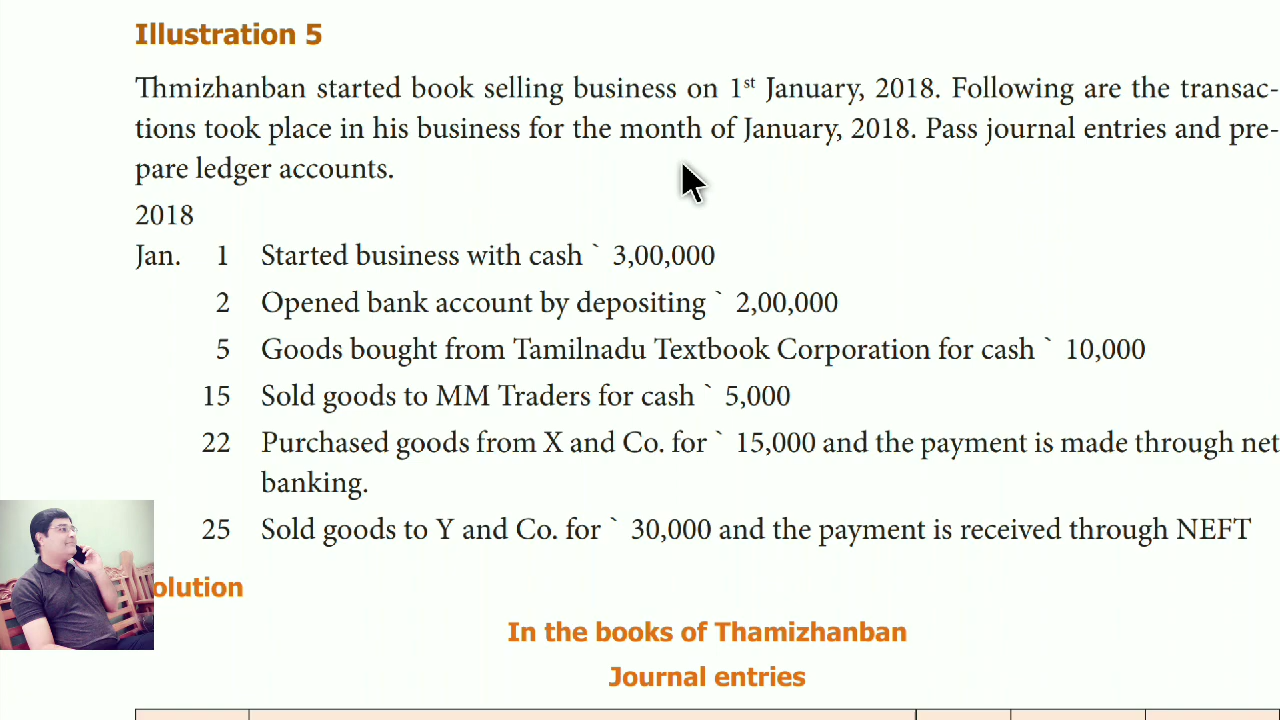 Illustration 5
Thmizhanban started book selling business on 1st January, 2018. Following are the transac-
tions took place in his business for the month of January, 2018. Pass journal entries and pre-
pare ledger accounts.
2018
Jan. 1 Started business with cash ` 3,00,000
2 Opened bank account by depositing ` 2,00,000
5 Goods bought from Tamilnadu Textbook Corporation for cash ` 10,000
15 Sold goods to MM Traders for cash ` 5,000
22 Purchased goods from X and Co. for ` 15,000 and the payment is made through net
banking.
25 Sold goods to Y and Co. for ` 30,000 and the payment is received through NEFT
olution
In the books of Thamizhanban
Journal entries